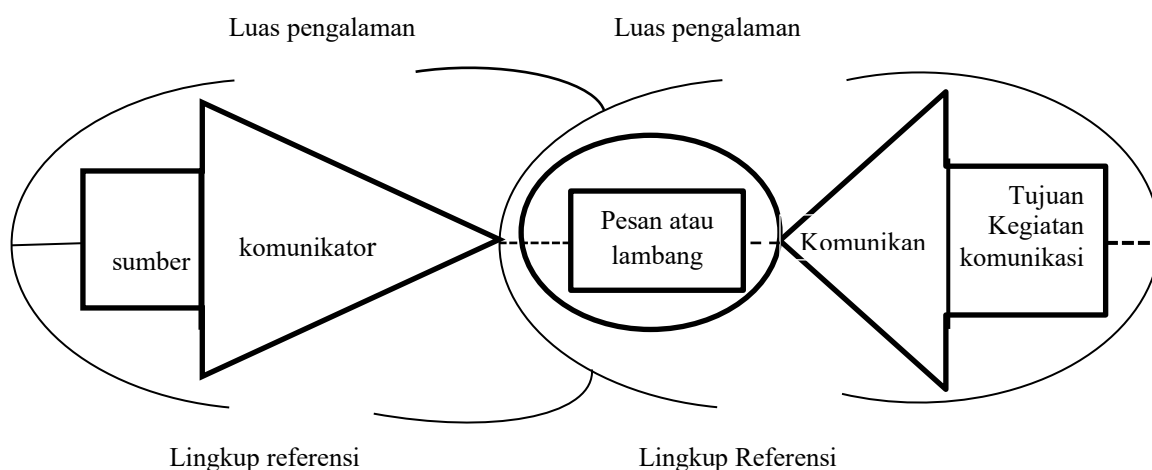 Luas pengalaman
Luas pengalaman
sumber
komunikator
Pesan atau
lambang
Komunikan
Tujuan
Kegiatan
komunikasi
Lingkup referensi
Lingkup Referensi